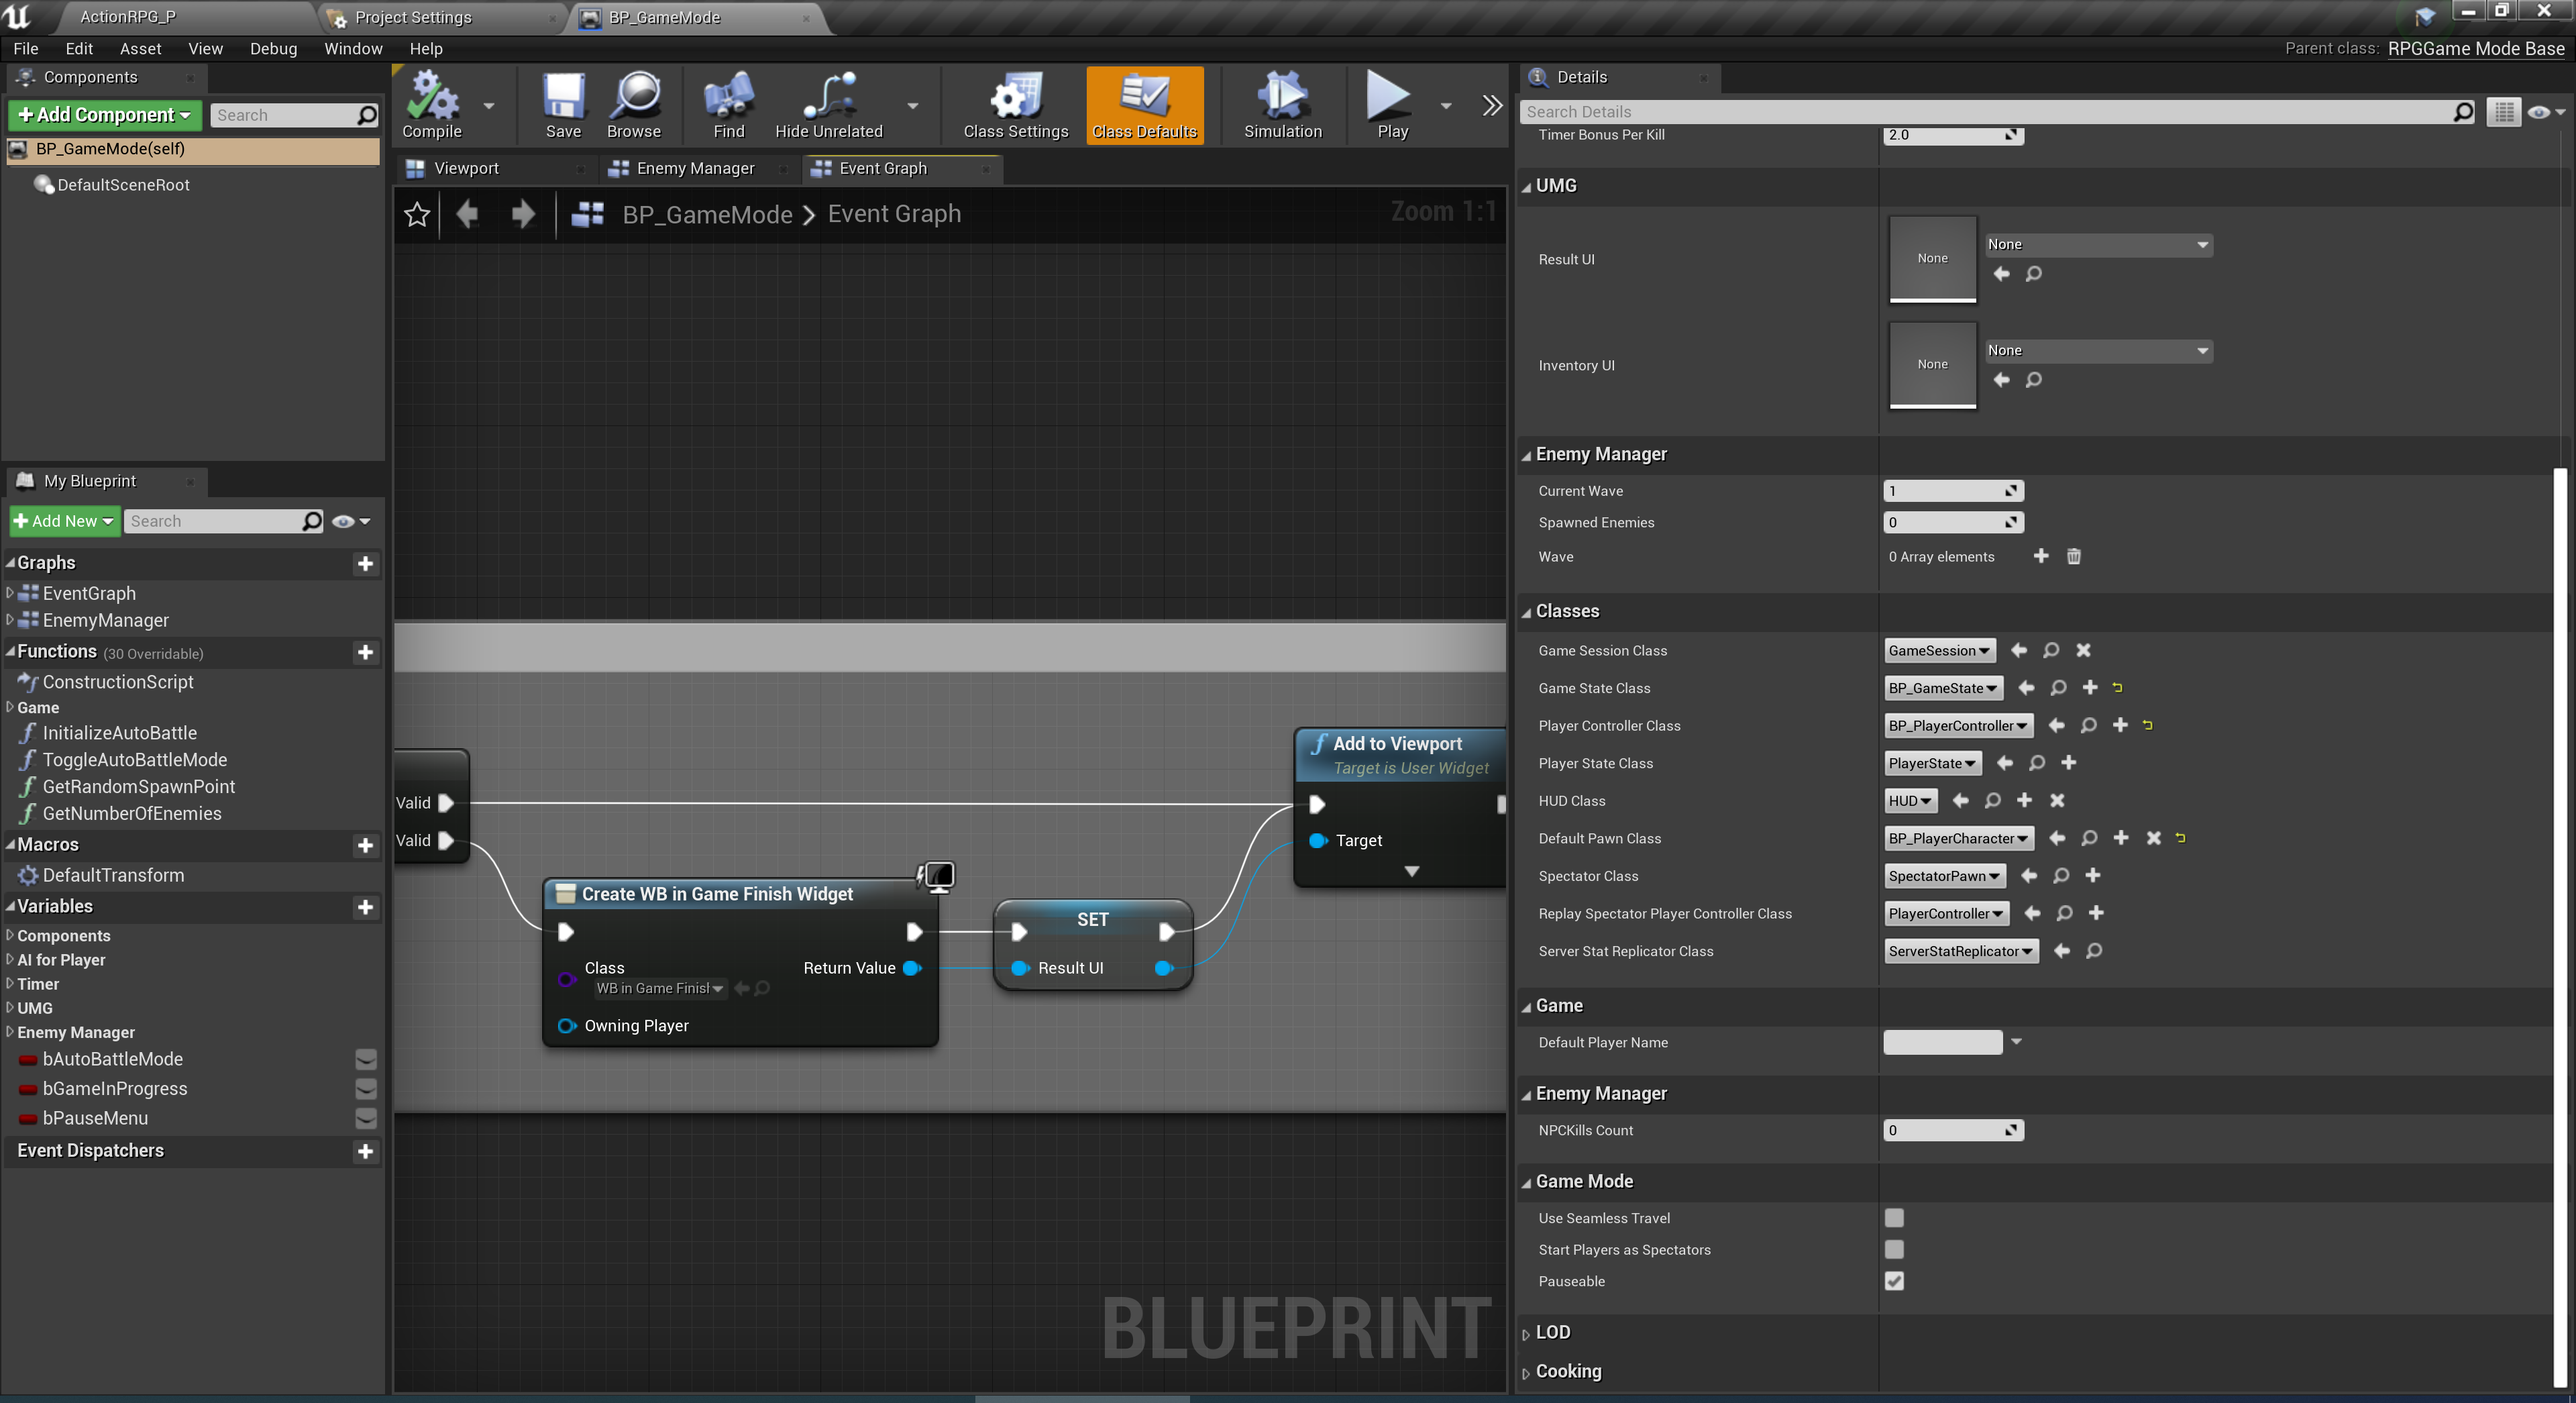 ActionRPG_P
Project Settings
BP_GameMode
File
Edit
Asset
View
Debug
Window
Help
Parent class: RPGGame Mode Base
Components
+Add Component
Search
BP_GameMode(self)
DefaultSceneRoot
My Blueprint
+Add New
Search
Graphs
EventGraph
EnemyManager
Functions (30 Overridable)
ConstructionScript
Game
InitializeAutoBattle
ToggleAutoBattleMode
GetRandomSpawnPoint
GetNumberOfEnemies
Macros
DefaultTransform
Variables
Components
AI for Player
Timer
UMG
Enemy Manager
bAutoBattleMode
bGameInProgress
bPauseMenu
Event Dispatchers
Compile
Save
Browse
Find
Hide Unrelated
Class Settings
Class Defaults
Simulation
Play
Viewport
Enemy Manager
Event Graph
BP_GameMode > Event Graph
Zoom 1:1
Valid
Valid
Create WB in Game Finish Widget
Class
WB in Game Finisl
Return Value
Owning Player
SET
Result UI
Add to Viewport
Target is User Widget
Target
BLUEPRINT
Details
Search Details
Timer Bonus Per Kill
2.0
UMG
Result UI
None
None
Inventory UI
None
None
Enemy Manager
Current Wave
1
Spawned Enemies
0
Wave
0 Array elements
Classes
Game Session Class
GameSession
Game State Class
BP_GameState
Player Controller Class
BP_PlayerController
Player State Class
PlayerState
HUD Class
HUD
Default Pawn Class
BP_PlayerCharacter
Spectator Class
SpectatorPawn
Replay Spectator Player Controller Class
PlayerController
Server Stat Replicator Class
ServerStatReplicator
Game
Default Player Name
Enemy Manager
NPCKills Count
0
Game Mode
Use Seamless Travel
Start Players as Spectators
Pauseable
LOD
Cooking